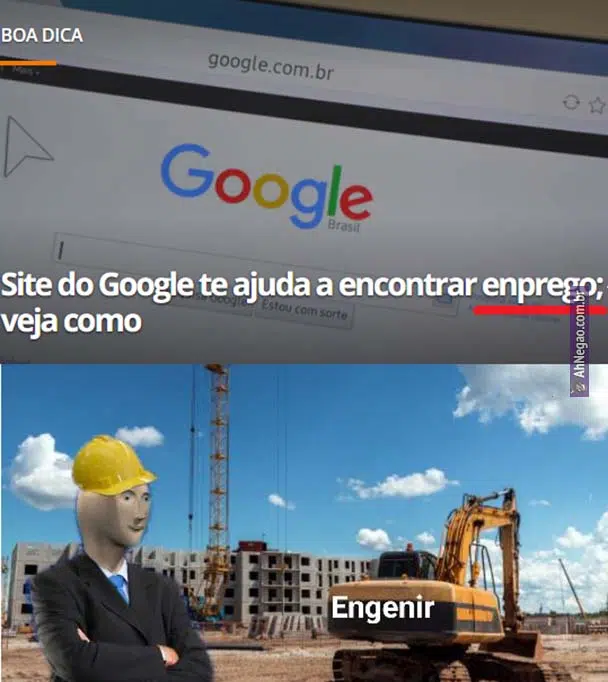 BOA DICA
Mais
google.com.br
Google
Brasil
Estou com sorte
Site do Google te ajuda a encontrar enprego;
veja como
AhNegao.com.br
Engenir